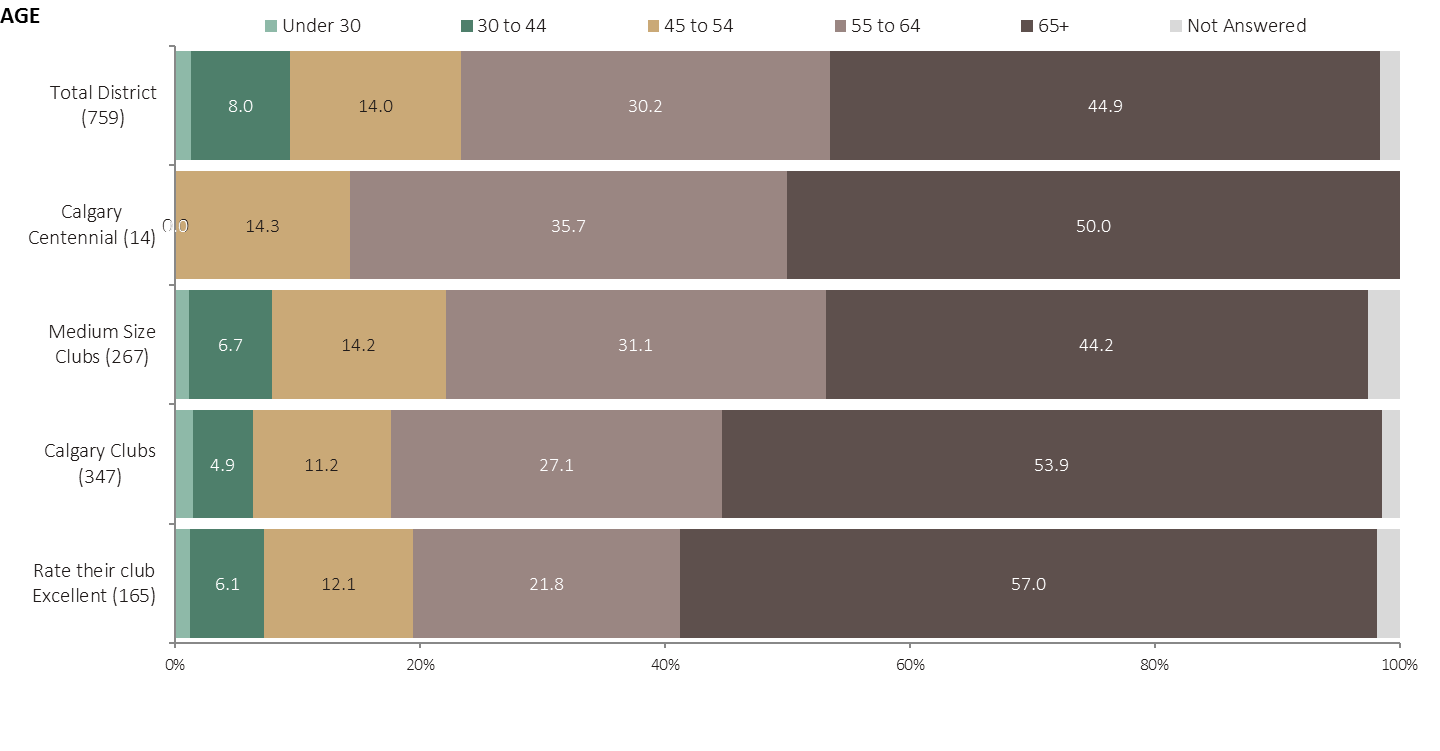 AGE
Under 30 30 to 44 45 to 54 55 to 64 65+ Not Answered
Total District
(759)
8.0 14.0 30.2 44.9
Calgary
Centennial (14)
0.0 14.3 35.7 50.0
Medium Size
Clubs (267)
6.7 14.2 31.1 44.2
Calgary Clubs
(347)
4.9 11.2 27.1 53.9
Rate their club
Excellent (165)
6.1 12.1 21.8 57.0
0% 20% 40% 60% 80% 100%